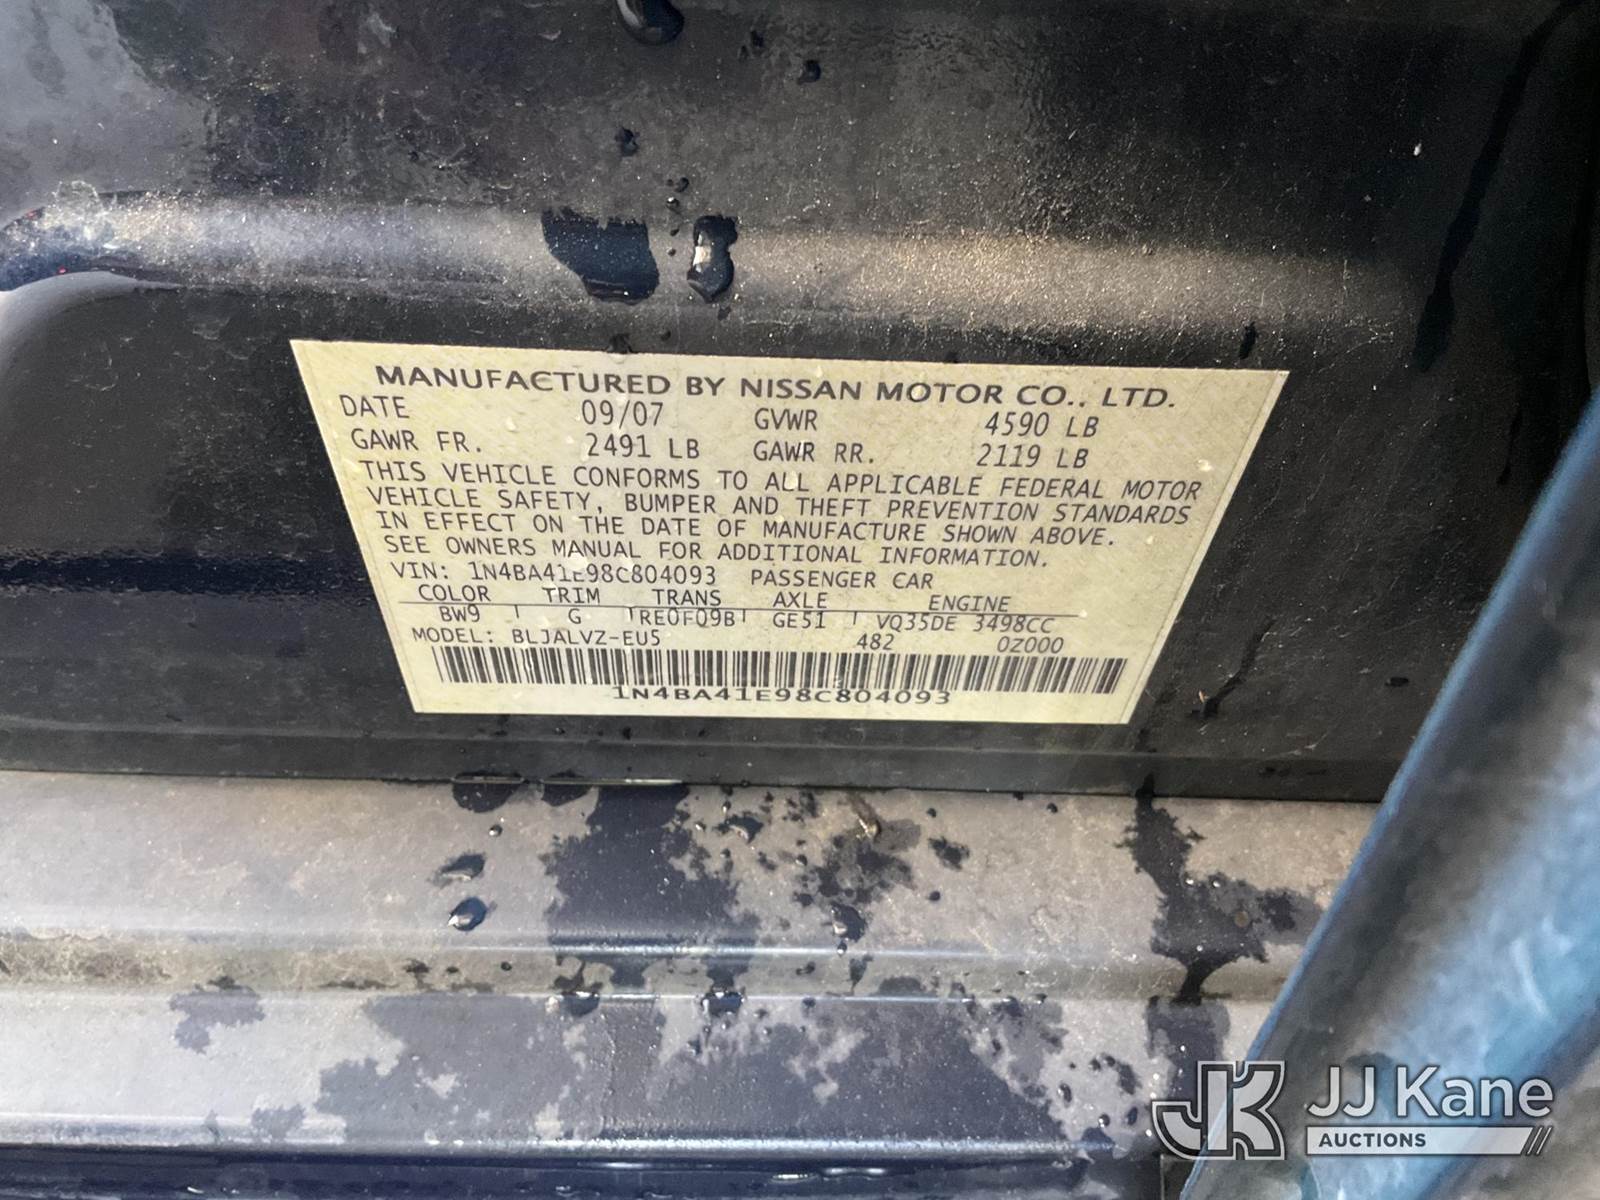 MANUFACTURED BY NISSAN MOTOR CO., LTD.
DATE 09/07 GVWR 4590 LB
GAWR FR. 2491 LB GAWR RR. 2119 LB
THIS VEHICLE CONFORMS TO ALL APPLICABLE FEDERAL MOTOR
VEHICLE SAFETY, BUMPER AND THEFT PREVENTION STANDARDS
IN EFFECT ON THE DATE OF MANUFACTURE SHOWN ABOVE.
SEE OWNERS MANUAL FOR ADDITIONAL INFORMATION.
VIN: 1N4BA41E98C804093 PASSENGER CAR
COLOR TRIM TRANS AXLE ENGINE
BW9 G RE0F09B GE51 VQ35DE 3498CC
MODEL: BLJALVZ-EU5 482 0Z000
1N4BA41E98C804093
JK JJ Kane
AUCTIONS